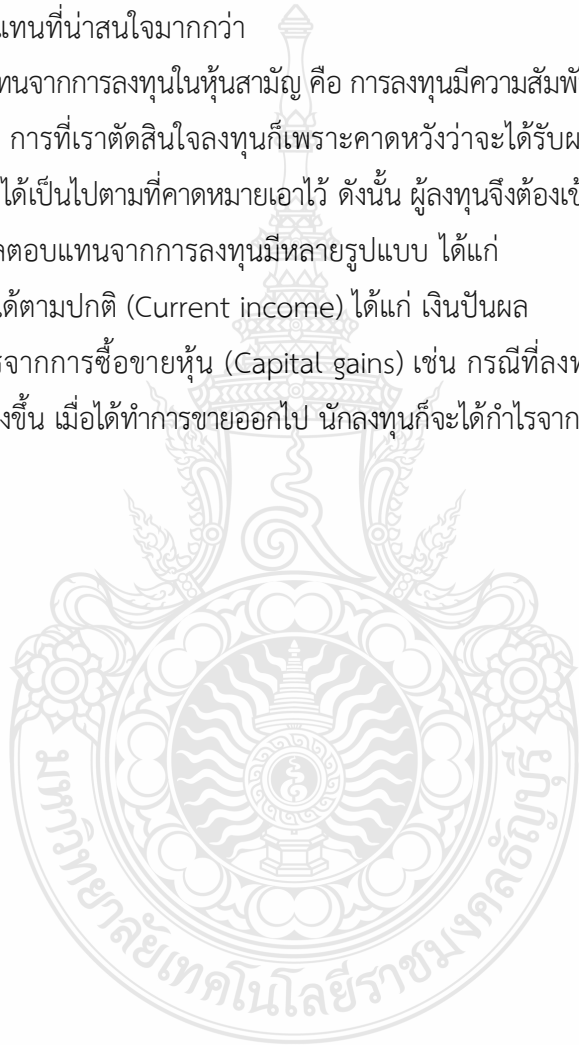 แทนที่น่าสนใจมากกว่า
ทนจากการลงทุนในหุ้นสามัญ คือ การลงทุนมีความสัมพั
การที่เราตัดสินใจลงทุนก็เพราะคาดหวังว่าจะได้รับผ
ได้เป็นไปตามที่คาดหมายเอาไว้ ดังนั้น ผู้ลงทุนจึงต้องเข้
ลตอบแทนจากการลงทุนมีหลายรูปแบบ ได้แก่
ได้ตามปกติ (Current income) ได้แก่ เงินปันผล
รจากการซื้อขายหุ้น (Capital gains) เช่น กรณีที่ลงท
งขึ้น เมื่อได้ทำการขายออกไป นักลงทุนก็จะได้กำไรจาก
มหาวิทยาลัยเทคโนโลยีราชมงคลธัญบุรี